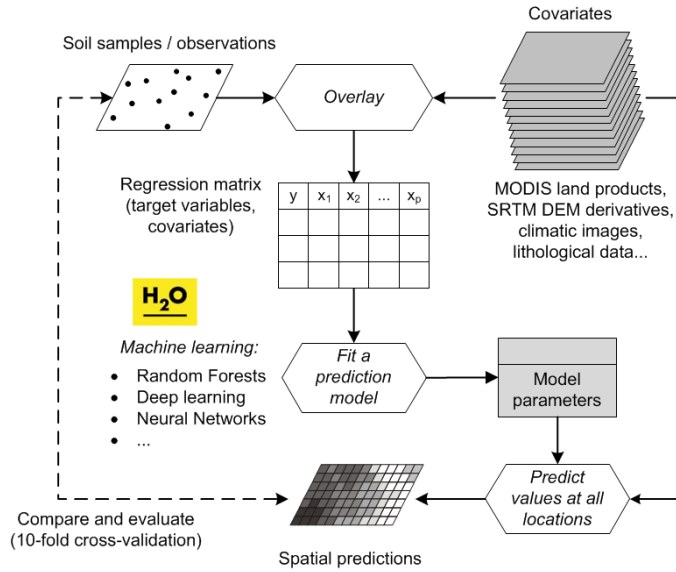 Covariates
Soil samples / observations
Overlay
Regression matrix
(target variables,
covariates)
y x₁ x₂ ... xₚ
MODIS land products,
SRTM DEM derivatives,
climatic images,
lithological data...
H₂O
Machine learning:
• Random Forests
• Deep learning
• Neural Networks
• ...
Fit a
prediction
model
Model
parameters
Predict
values at all
locations
Compare and evaluate
(10-fold cross-validation)
Spatial predictions